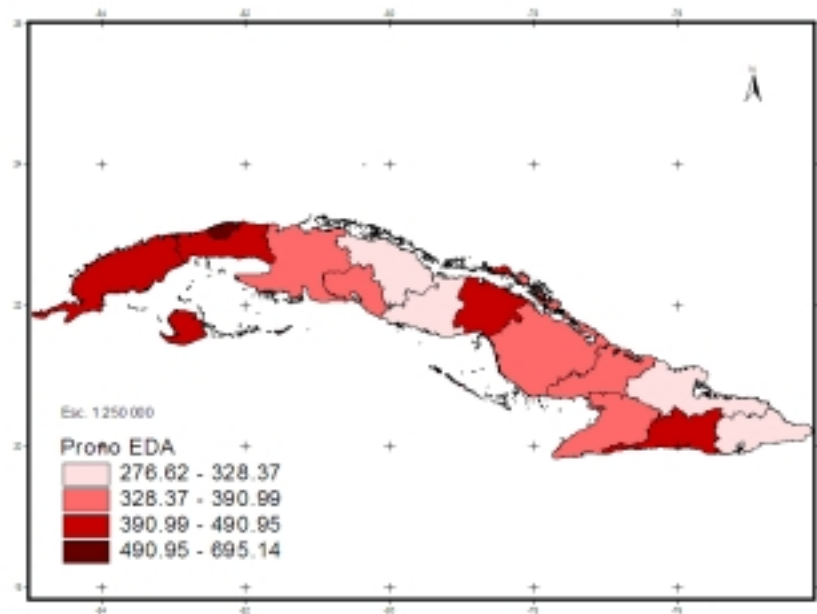 Esc. 1:250 000
Prono EDA
276.62 - 328.37
328.37 - 390.99
390.99 - 490.95
490.95 - 695.14